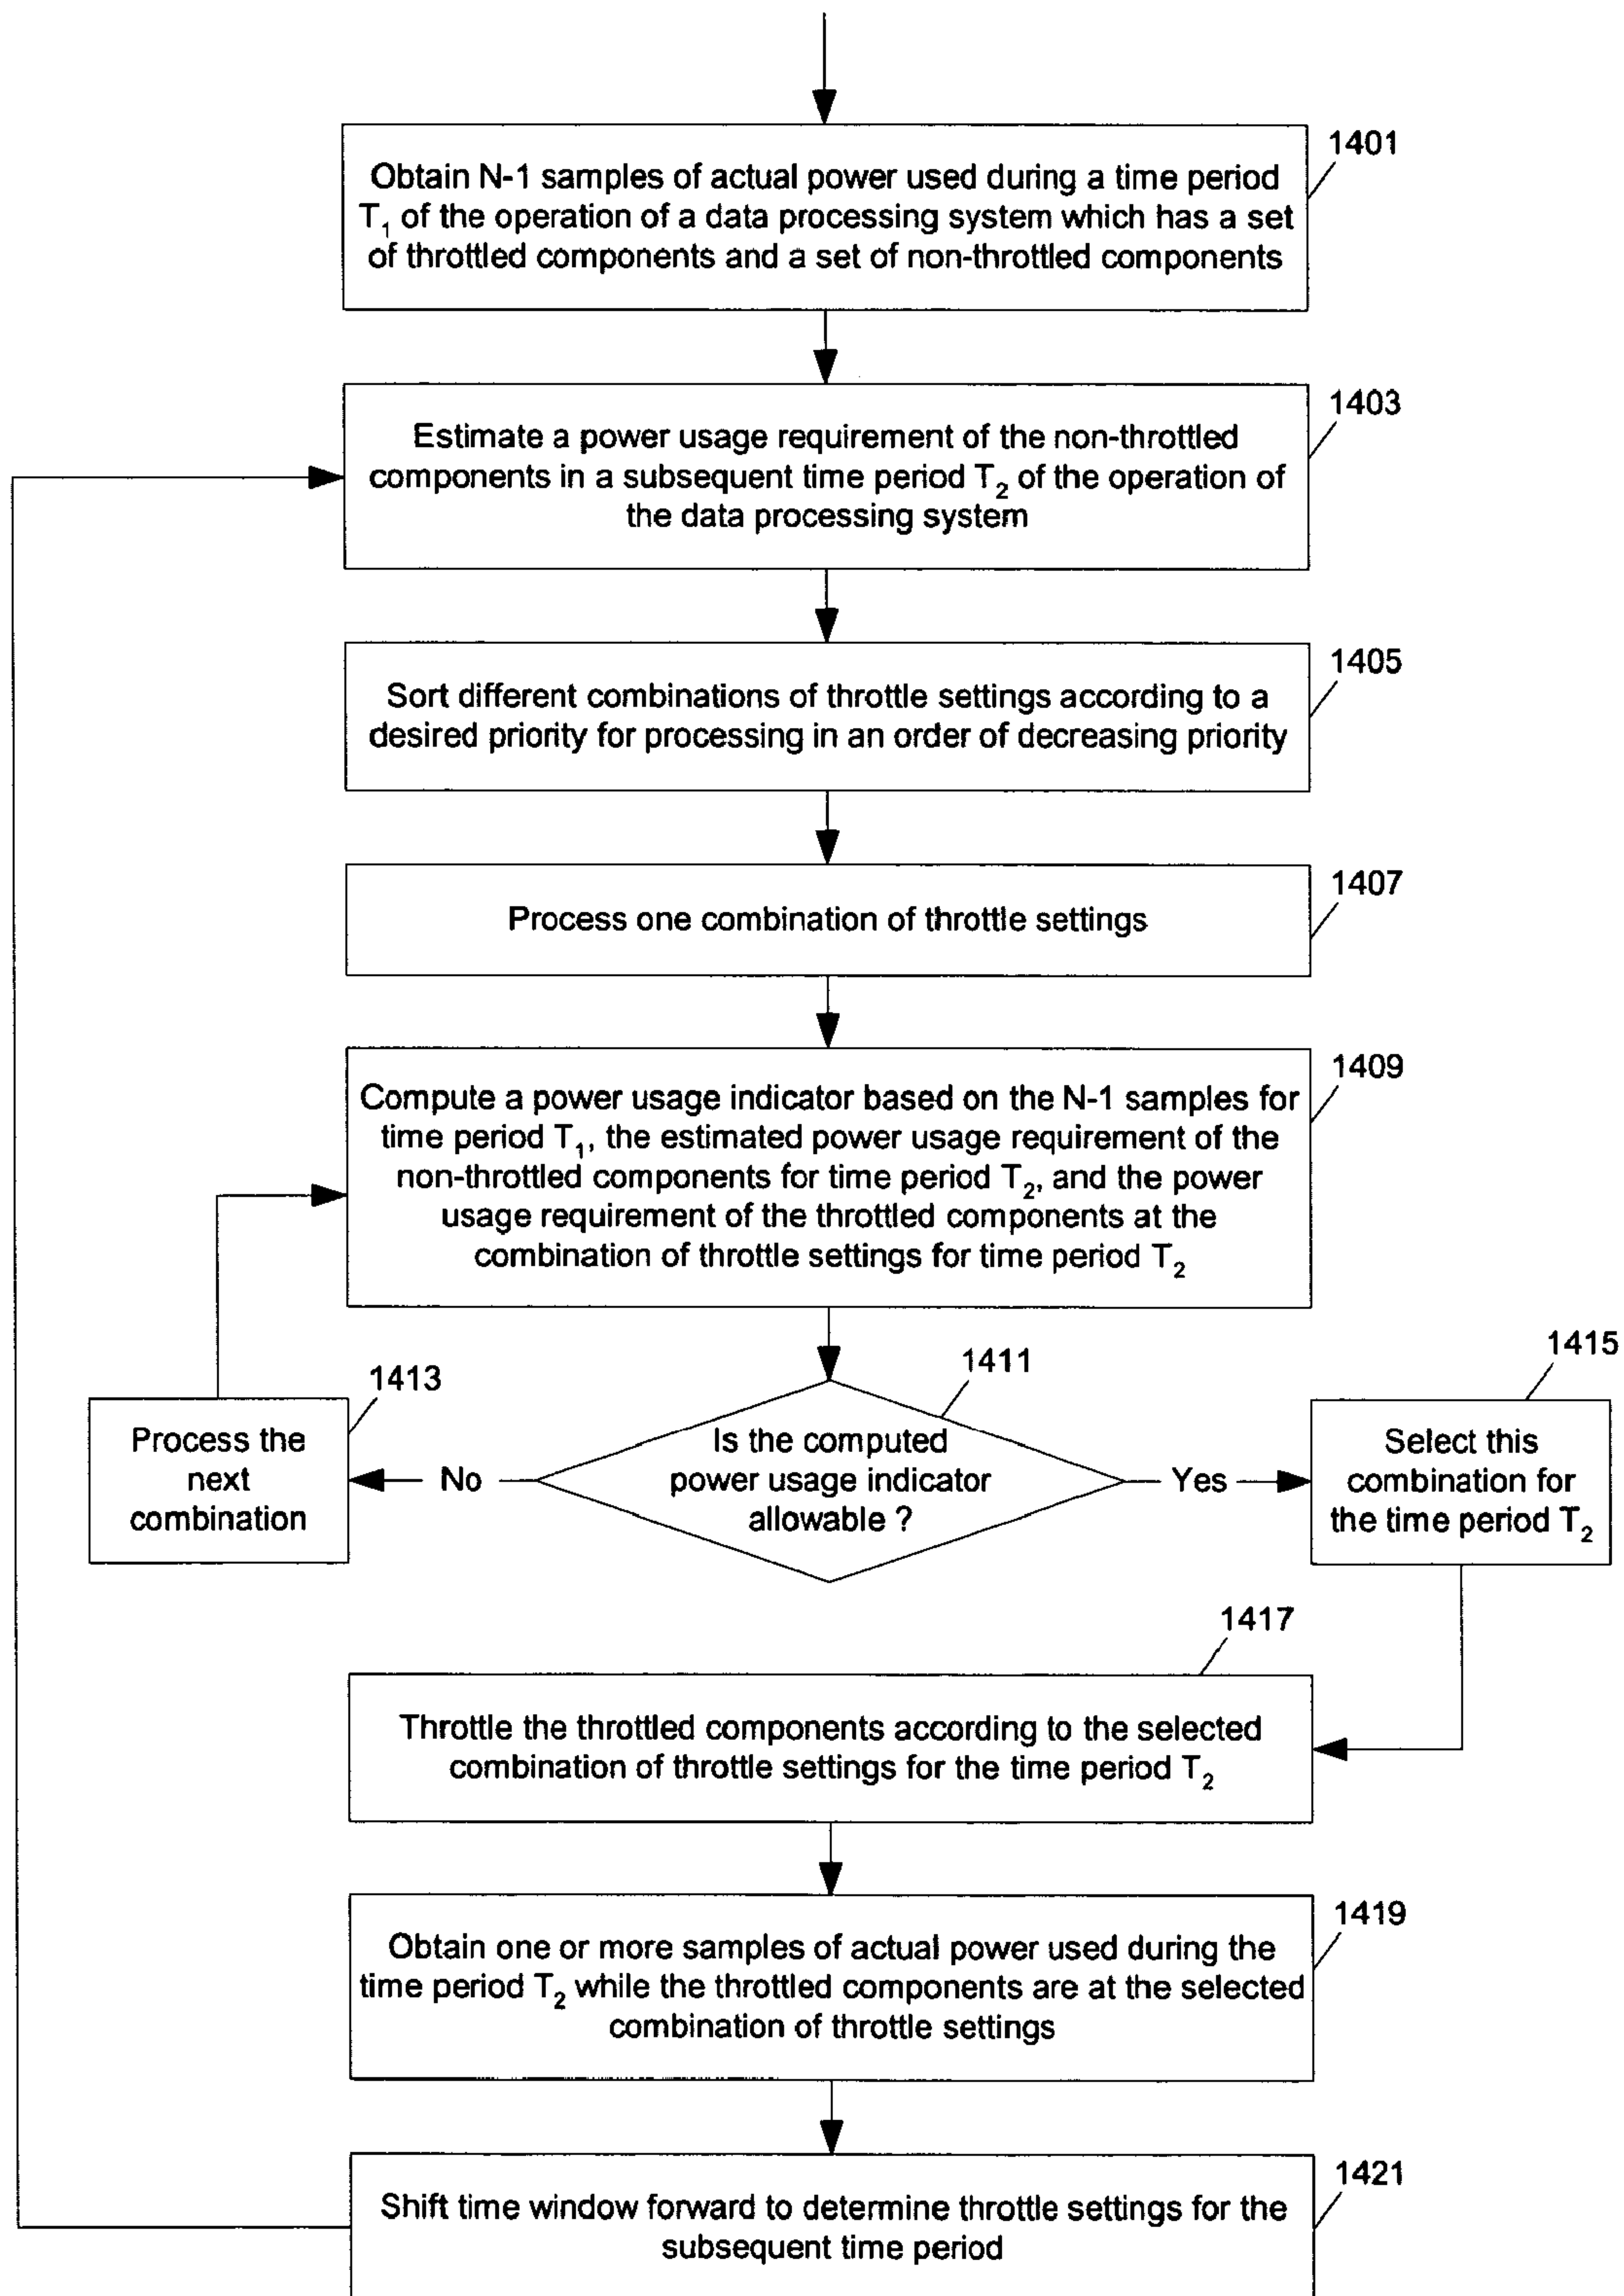 1401
Obtain N-1 samples of actual power used during a time period
T1 of the operation of a data processing system which has a set
of throttled components and a set of non-throttled components
1403
Estimate a power usage requirement of the non-throttled
components in a subsequent time period T2 of the operation of
the data processing system
1405
Sort different combinations of throttle settings according to a
desired priority for processing in an order of decreasing priority
1407
Process one combination of throttle settings
1409
Compute a power usage indicator based on the N-1 samples for
time period T1, the estimated power usage requirement of the
non-throttled components for time period T2, and the power
usage requirement of the throttled components at the
combination of throttle settings for time period T2
1411
Is the computed
power usage indicator
allowable ?
No
1413
Process the
next
combination
Yes
1415
Select this
combination for
the time period T2
1417
Throttle the throttled components according to the selected
combination of throttle settings for the time period T2
1419
Obtain one or more samples of actual power used during the
time period T2 while the throttled components are at the selected
combination of throttle settings
1421
Shift time window forward to determine throttle settings for the
subsequent time period